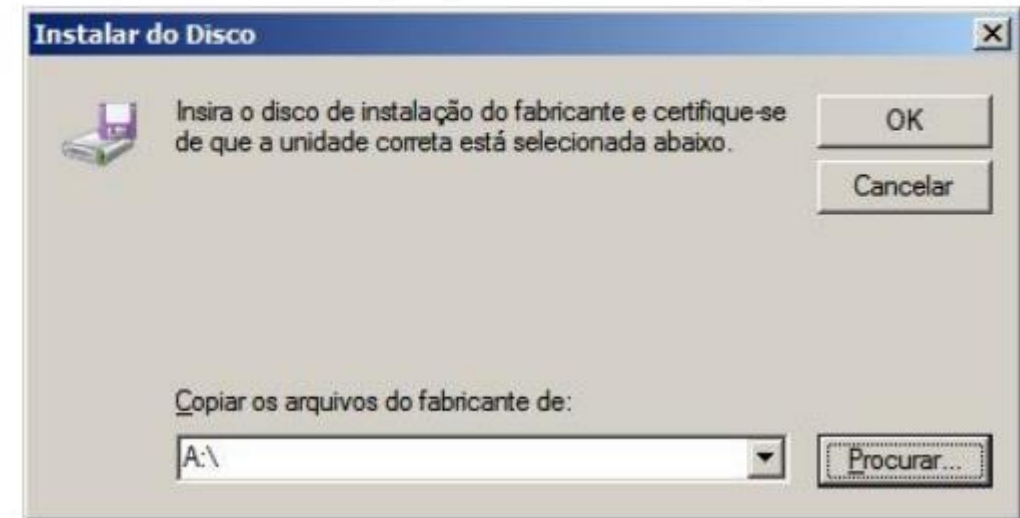 Instalar do Disco
Insira o disco de instalação do fabricante e certifique-se
de que a unidade correta está selecionada abaixo.
OK
Cancelar
Copiar os arquivos do fabricante de:
A:\
Procurar...